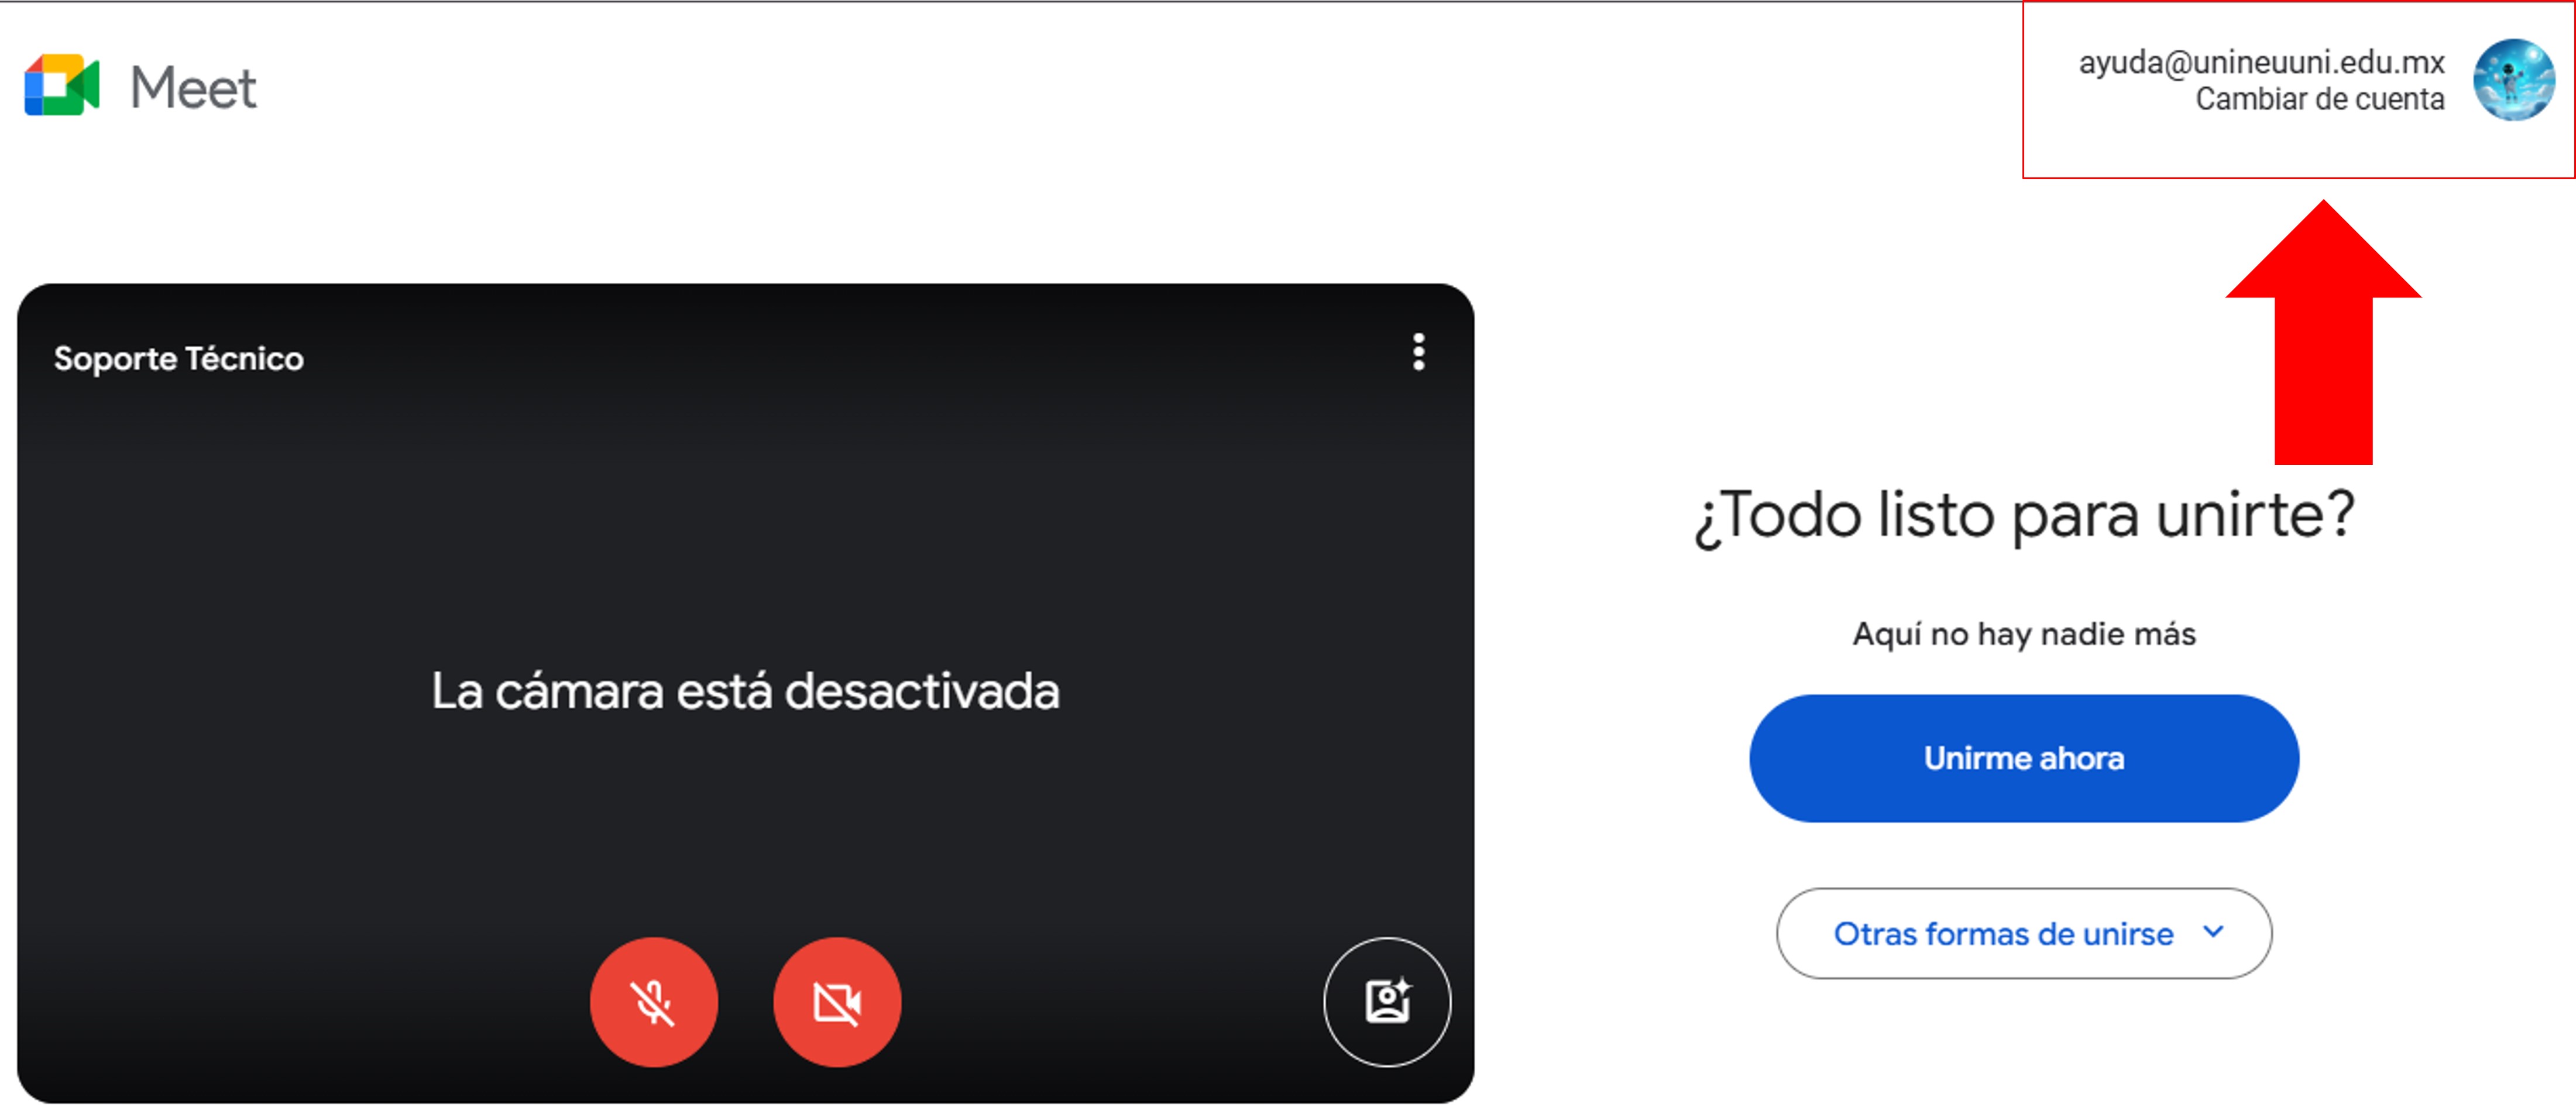 Meet
ayuda@unineuuni.edu.mx
Cambiar de cuenta
Soporte Técnico
La cámara está desactivada
¿Todo listo para unirte?
Aquí no hay nadie más
Unirme ahora
Otras formas de unirse